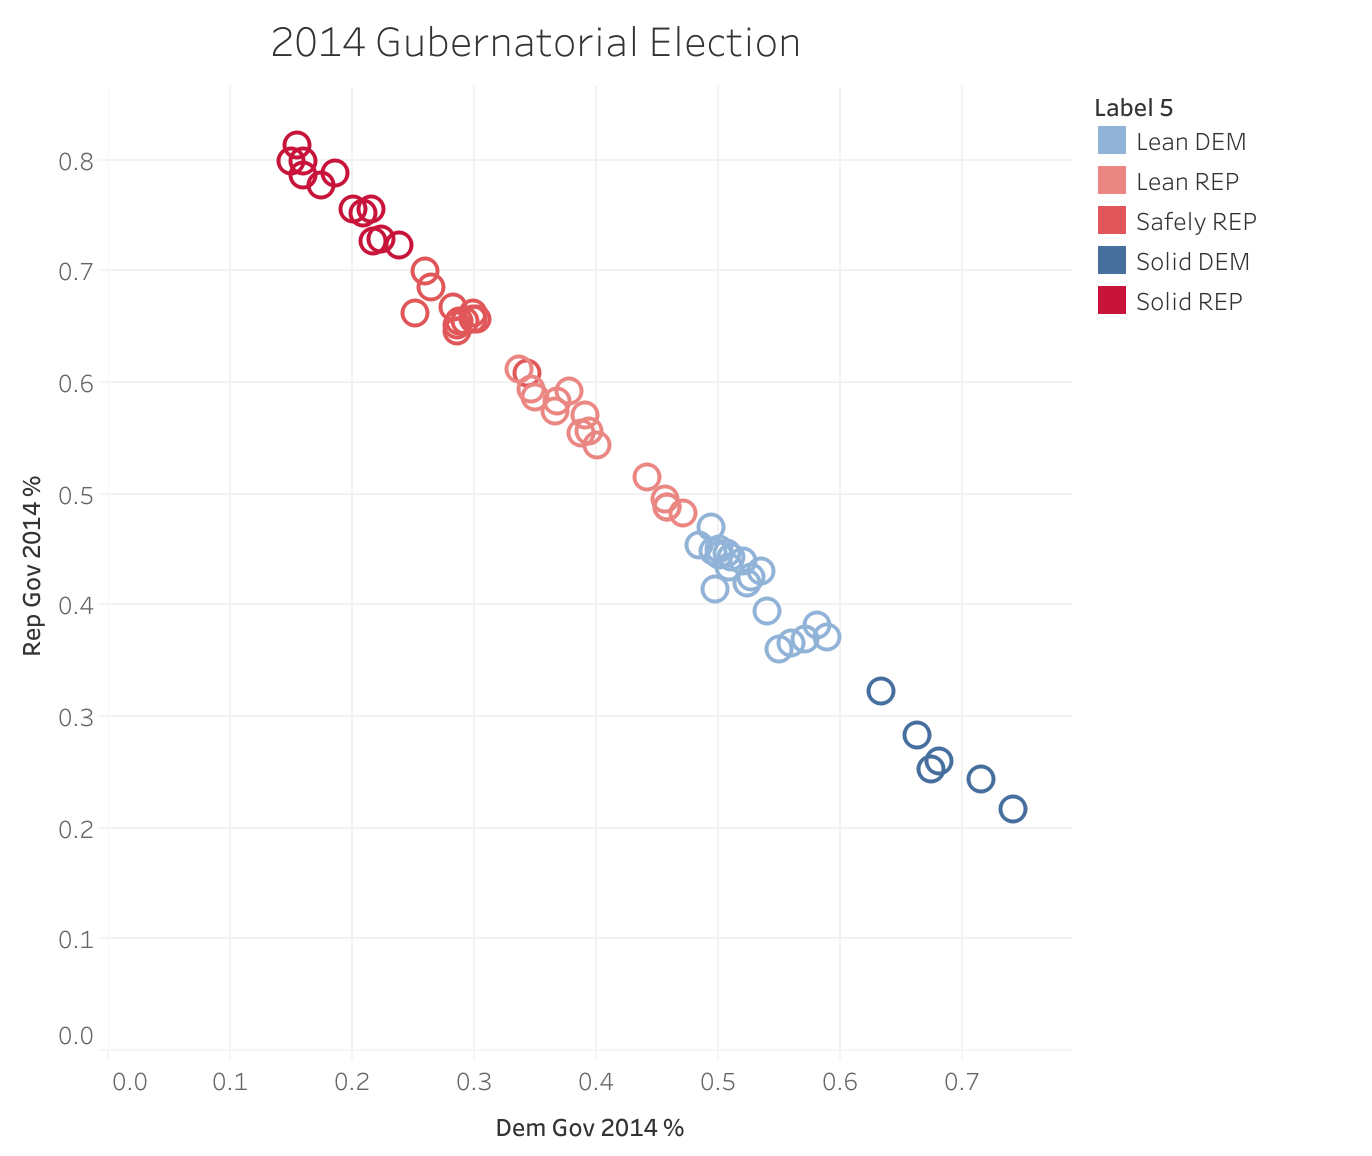 2014 Gubernatorial Election
Label 5
Lean DEM
Lean REP
Safely REP
Solid DEM
Solid REP
Rep Gov 2014 %
0.8
0.7
0.6
0.5
0.4
0.3
0.2
0.1
0.0
0.0 0.1 0.2 0.3 0.4 0.5 0.6 0.7
Dem Gov 2014 %